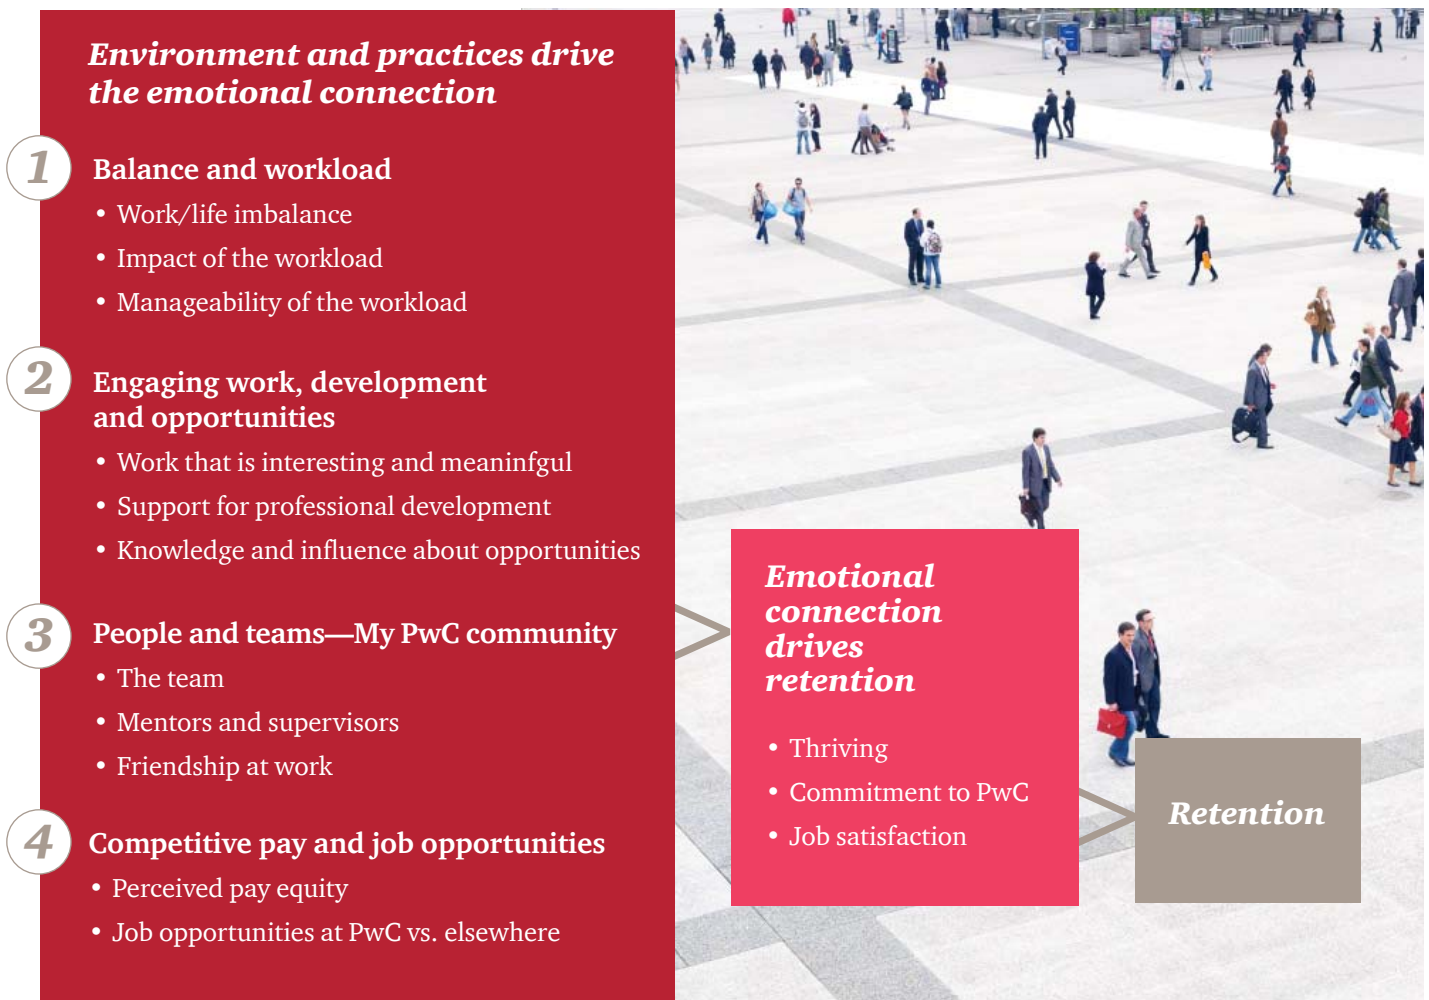 Environment and practices drive
the emotional connection
1
Balance and workload
• Work/life imbalance
• Impact of the workload
• Manageability of the workload
2
Engaging work, development
and opportunities
• Work that is interesting and meaninfgul
• Support for professional development
• Knowledge and influence about opportunities
3
People and teams—My PwC community
• The team
• Mentors and supervisors
• Friendship at work
4
Competitive pay and job opportunities
• Perceived pay equity
• Job opportunities at PwC vs. elsewhere
Emotional
connection
drives
retention
• Thriving
• Commitment to PwC
• Job satisfaction
Retention